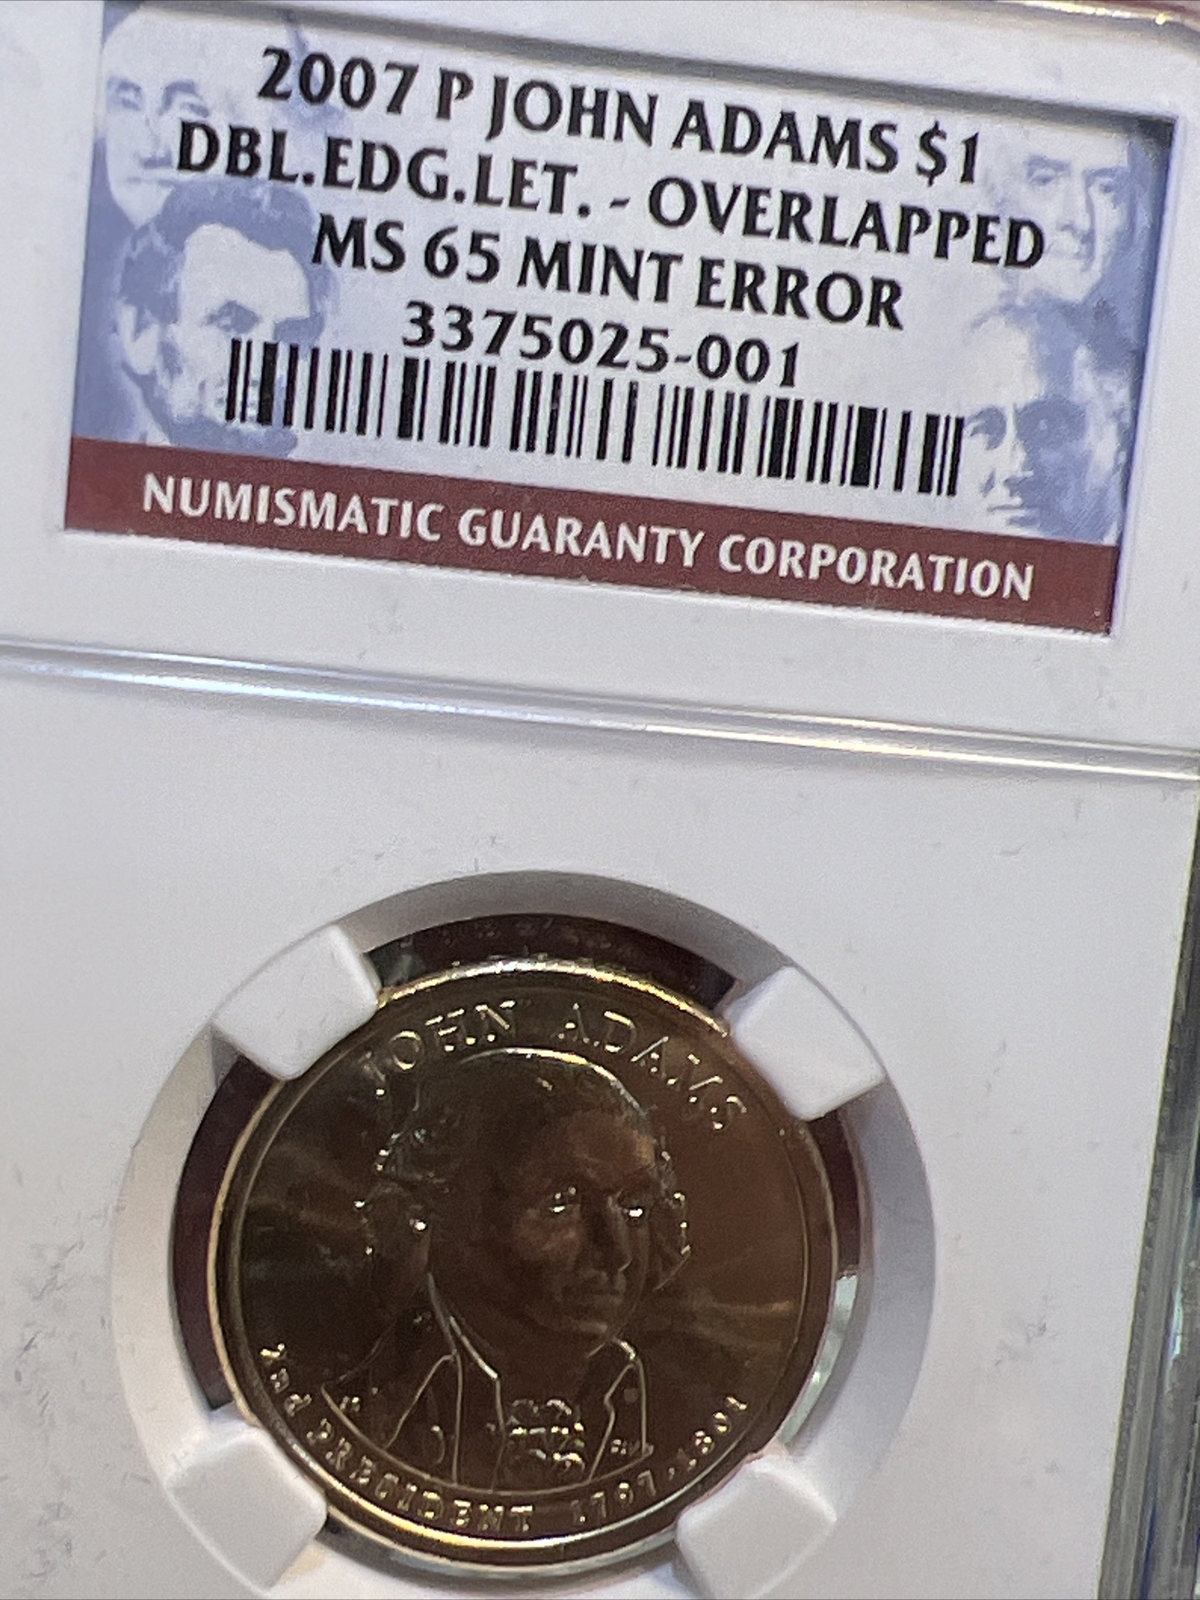 2007 P JOHN ADAMS $1
DBL.EDG.LET. - OVERLAPPED
MS 65 MINT ERROR
3375025-001
NUMISMATIC GUARANTY CORPORATION
JOHN ADAMS
2nd PRESIDENT 1797-1801